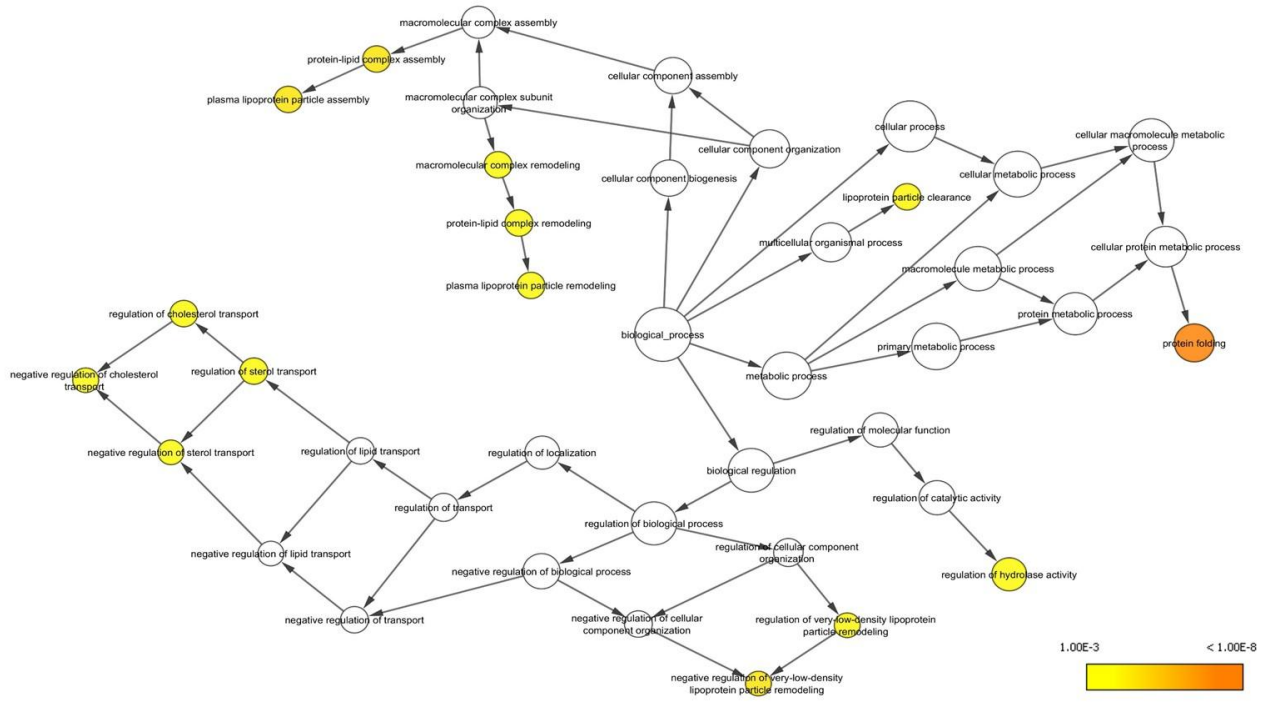 macromolecular complex assembly
protein-lipid complex assembly
cellular component assembly
plasma lipoprotein particle assembly
macromolecular complex subunit
organization
cellular process
cellular macromolecule metabolic
process
cellular component organization
macromolecular complex remodeling
cellular component biogenesis
cellular metabolic process
lipoprotein particle clearance
protein-lipid complex remodeling
multicellular organismal process
cellular protein metabolic process
macromolecule metabolic process
plasma lipoprotein particle remodeling
regulation of cholesterol transport
protein metabolic process
biological_process
primary metabolic process
protein folding
negative regulation of cholesterol
transport
regulation of sterol transport
metabolic process
regulation of molecular function
negative regulation of sterol transport
regulation of lipid transport
regulation of localization
biological regulation
regulation of catalytic activity
regulation of transport
regulation of biological process
negative regulation of lipid transport
regulation of cellular component
organization
negative regulation of biological process
regulation of hydrolase activity
negative regulation of transport
negative regulation of cellular
component organization
regulation of very-low-density lipoprotein
particle remodeling
1.00E-3
< 1.00E-8
negative regulation of very-low-density
lipoprotein particle remodeling